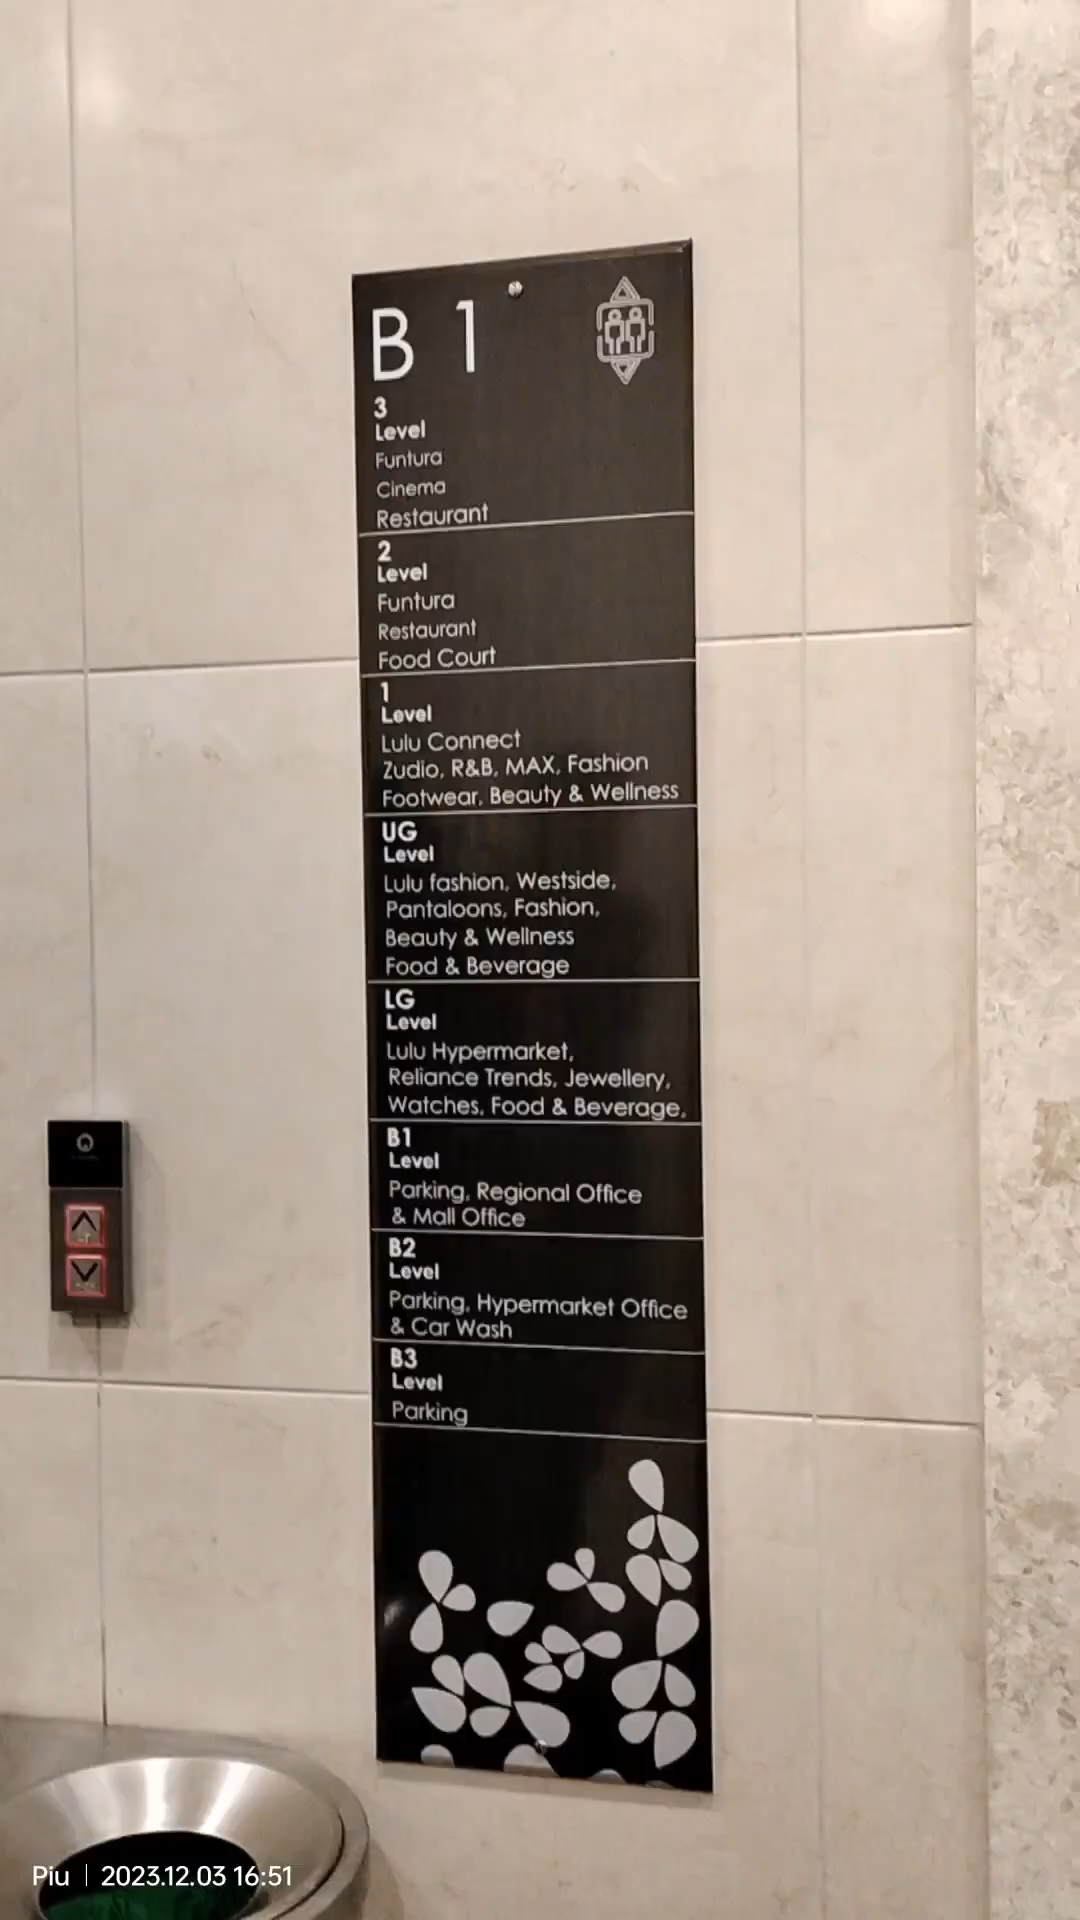 B 1
3
Level
Funtura
Cinema
Restaurant
2
Level
Funtura
Restaurant
Food Court
1
Level
Lulu Connect
Zudio, R&B, MAX, Fashion
Footwear, Beauty & Wellness
UG
Level
Lulu fashion, Westside,
Pantaloons, Fashion,
Beauty & Wellness
Food & Beverage
LG
Level
Lulu Hypermarket,
Reliance Trends, Jewellery,
Watches, Food & Beverage,
B1
Level
Parking, Regional Office
& Mall Office
B2
Level
Parking, Hypermarket Office
& Car Wash
B3
Level
Parking
Piu | 2023.12.03 16:51